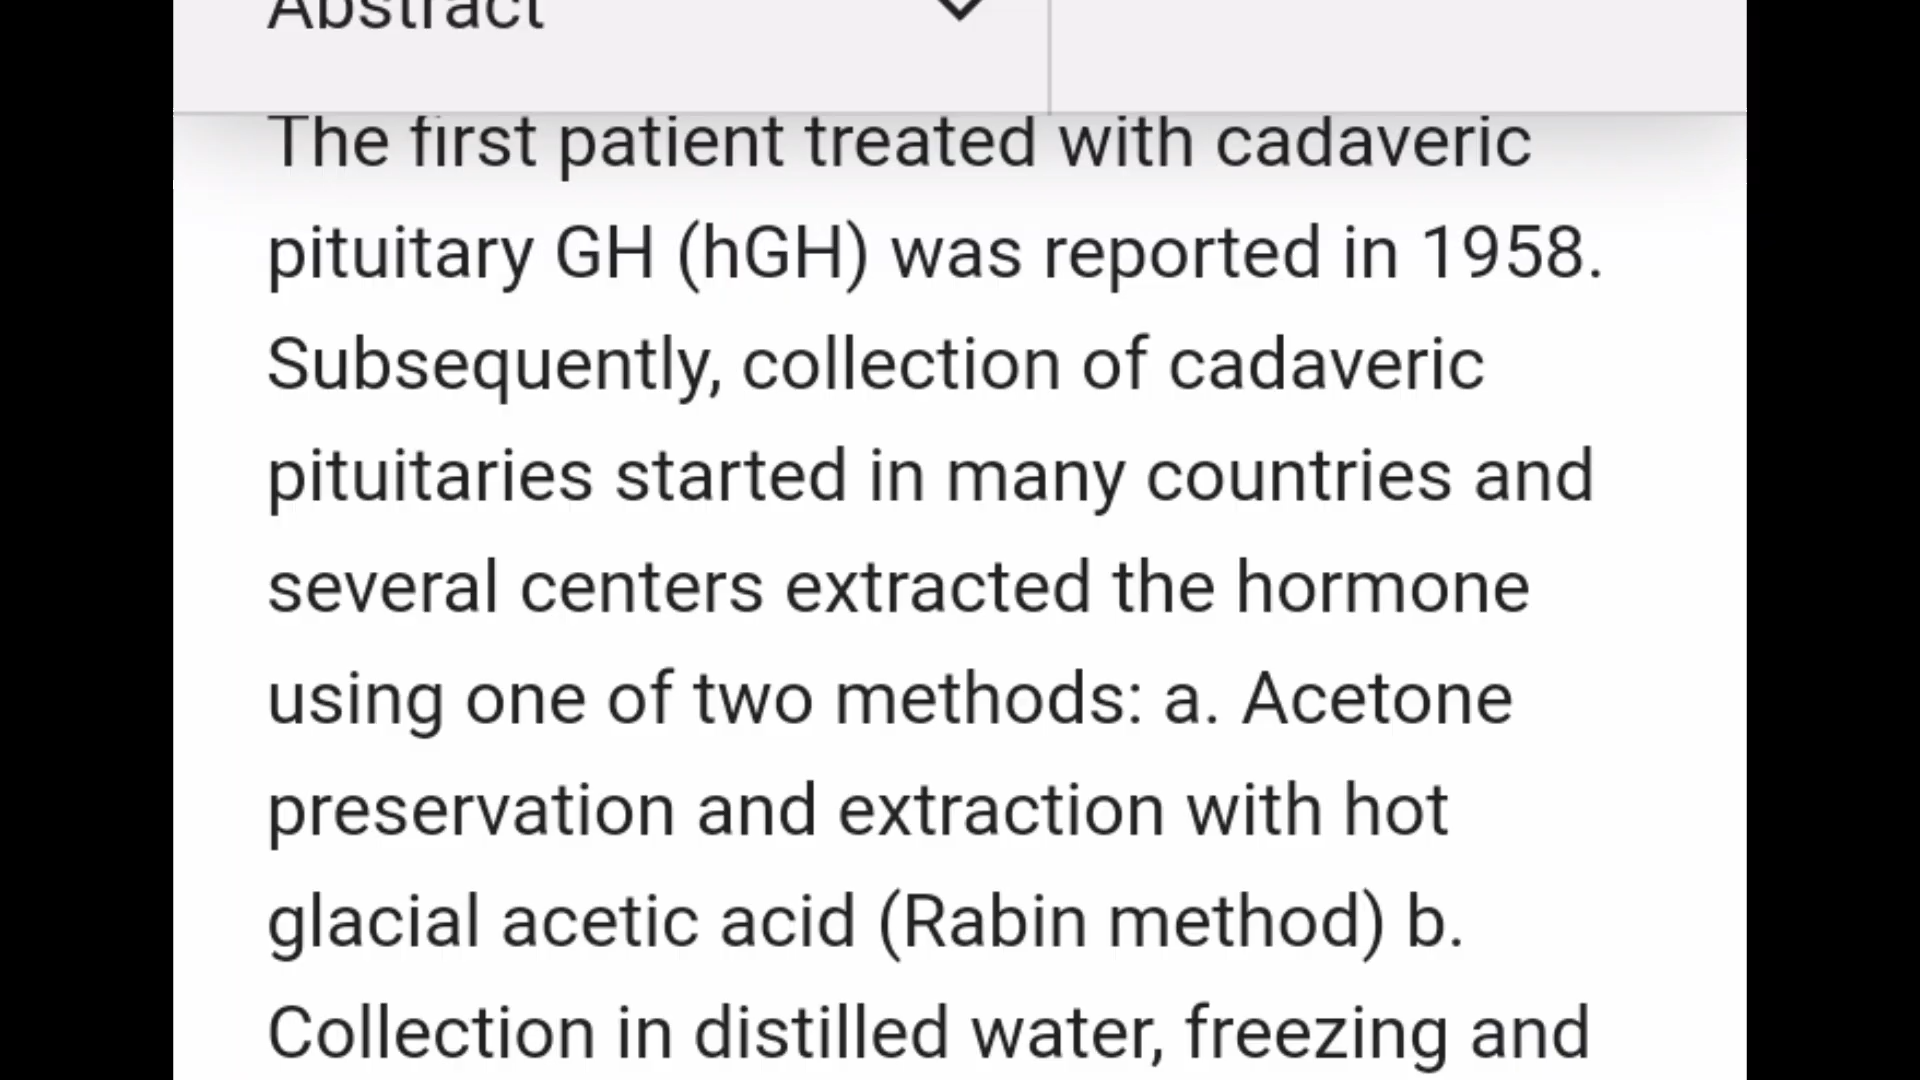 Abstract
The first patient treated with cadaveric
pituitary GH (hGH) was reported in 1958.
Subsequently, collection of cadaveric
pituitaries started in many countries and
several centers extracted the hormone
using one of two methods: a. Acetone
preservation and extraction with hot
glacial acetic acid (Rabin method) b.
Collection in distilled water, freezing and